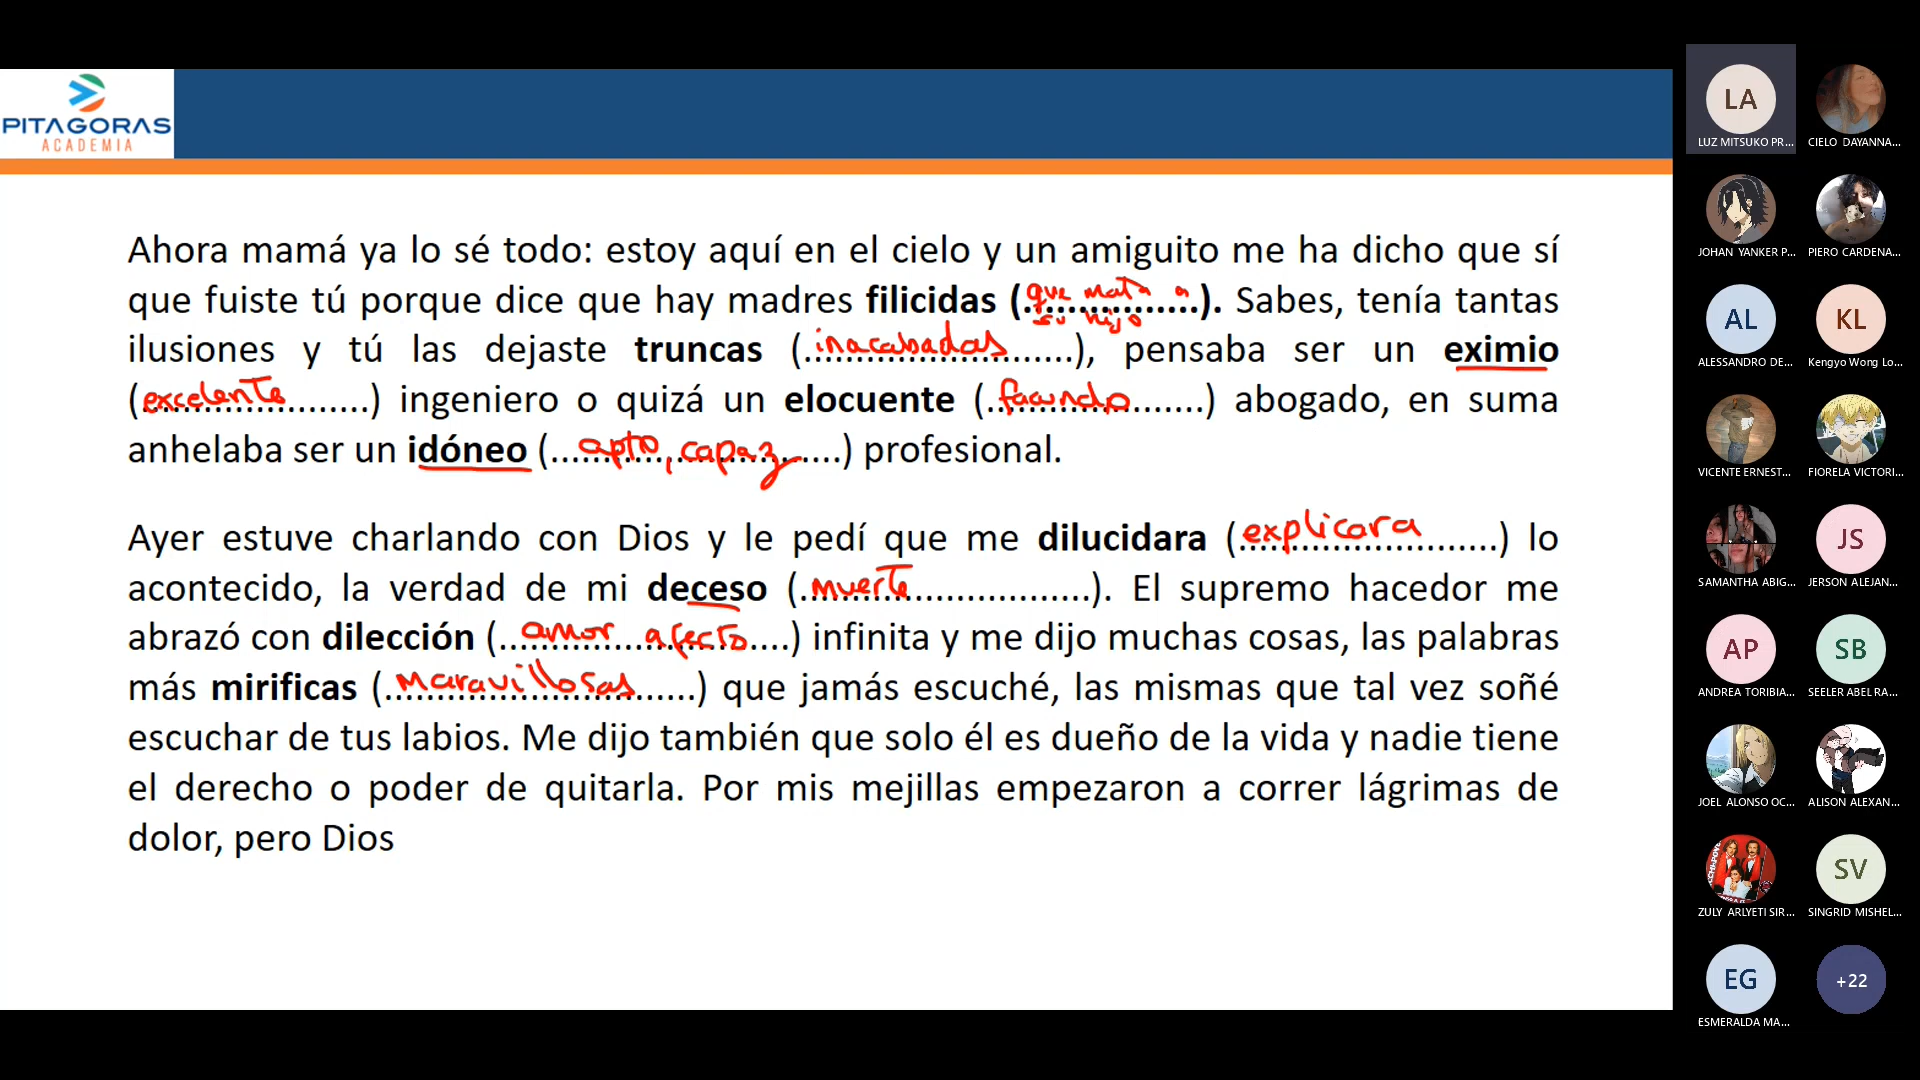 PITAGORAS
ACADEMIA
Ahora mamá ya lo sé todo: estoy aquí en el cielo y un amiguito me ha dicho que sí
que fuiste tú porque dice que hay madres filicidas (que mata a su hijo). Sabes, tenía tantas
ilusiones y tú las dejaste truncas (.inacabadas........), pensaba ser un eximio
(excelente........) ingeniero o quizá un elocuente (.facundo........) abogado, en suma
anhelaba ser un idóneo (...apto, capaz....) profesional.
Ayer estuve charlando con Dios y le pedí que me dilucidara (explicara........) lo
acontecido, la verdad de mi deceso (.muerte..................). El supremo hacedor me
abrazó con dilección (..amor afecto....) infinita y me dijo muchas cosas, las palabras
más mirificas (.maravillosas......) que jamás escuché, las mismas que tal vez soñé
escuchar de tus labios. Me dijo también que solo él es dueño de la vida y nadie tiene
el derecho o poder de quitarla. Por mis mejillas empezaron a correr lágrimas de
dolor, pero Dios
LA
LUZ MITSUKO PR...
CIELO DAYANNA...
JOHAN YANKER P...
PIERO CARDENA...
AL
ALESSANDRO DE...
KL
Kengyo Wong Lo...
VICENTE ERNEST...
FIORELA VICTORI...
SAMANTHA ABIG...
JS
JERSON ALEJAN...
AP
ANDREA TORIBIA...
SB
SEELER ABEL RA...
JOEL ALONSO OC...
ALISON ALEXAN...
ZULY ARLYETI SIR...
SV
SINGRID MISHEL...
EG
ESMERALDA MA...
+22